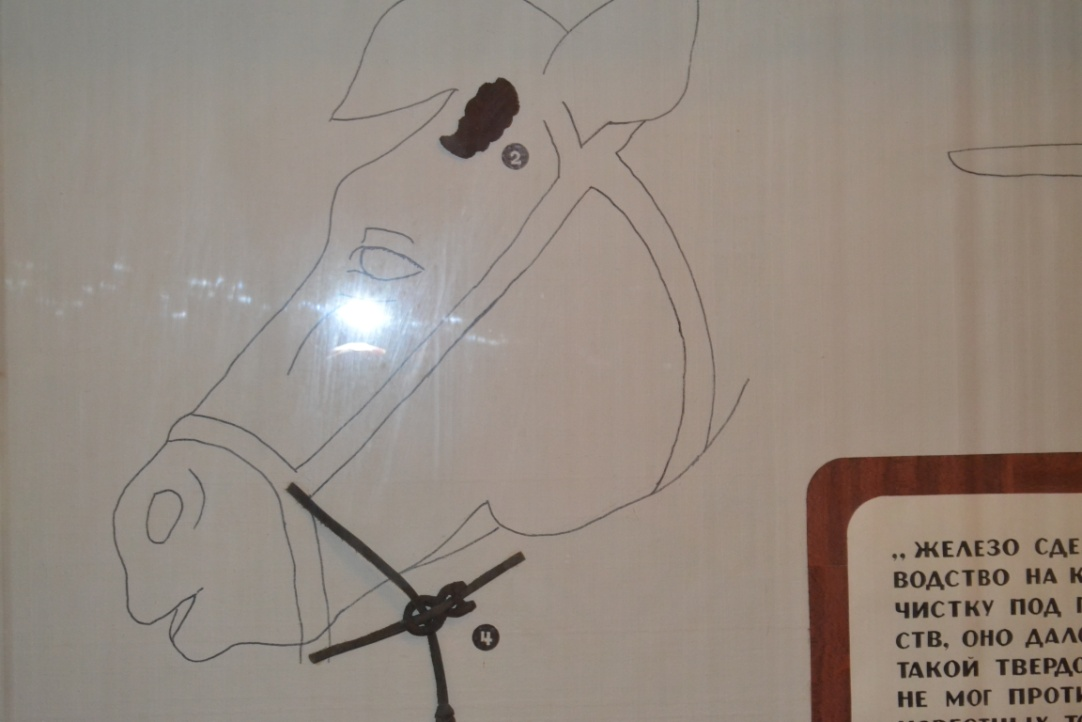 2
4
„ ЖЕЛЕЗО СДЕ
ВОДСТВО НА К
ЧИСТКУ ПОД П
СТВ, ОНО ДАЛО
ТАКОЙ ТВЕРДО
НЕ МОГ ПРОТИ